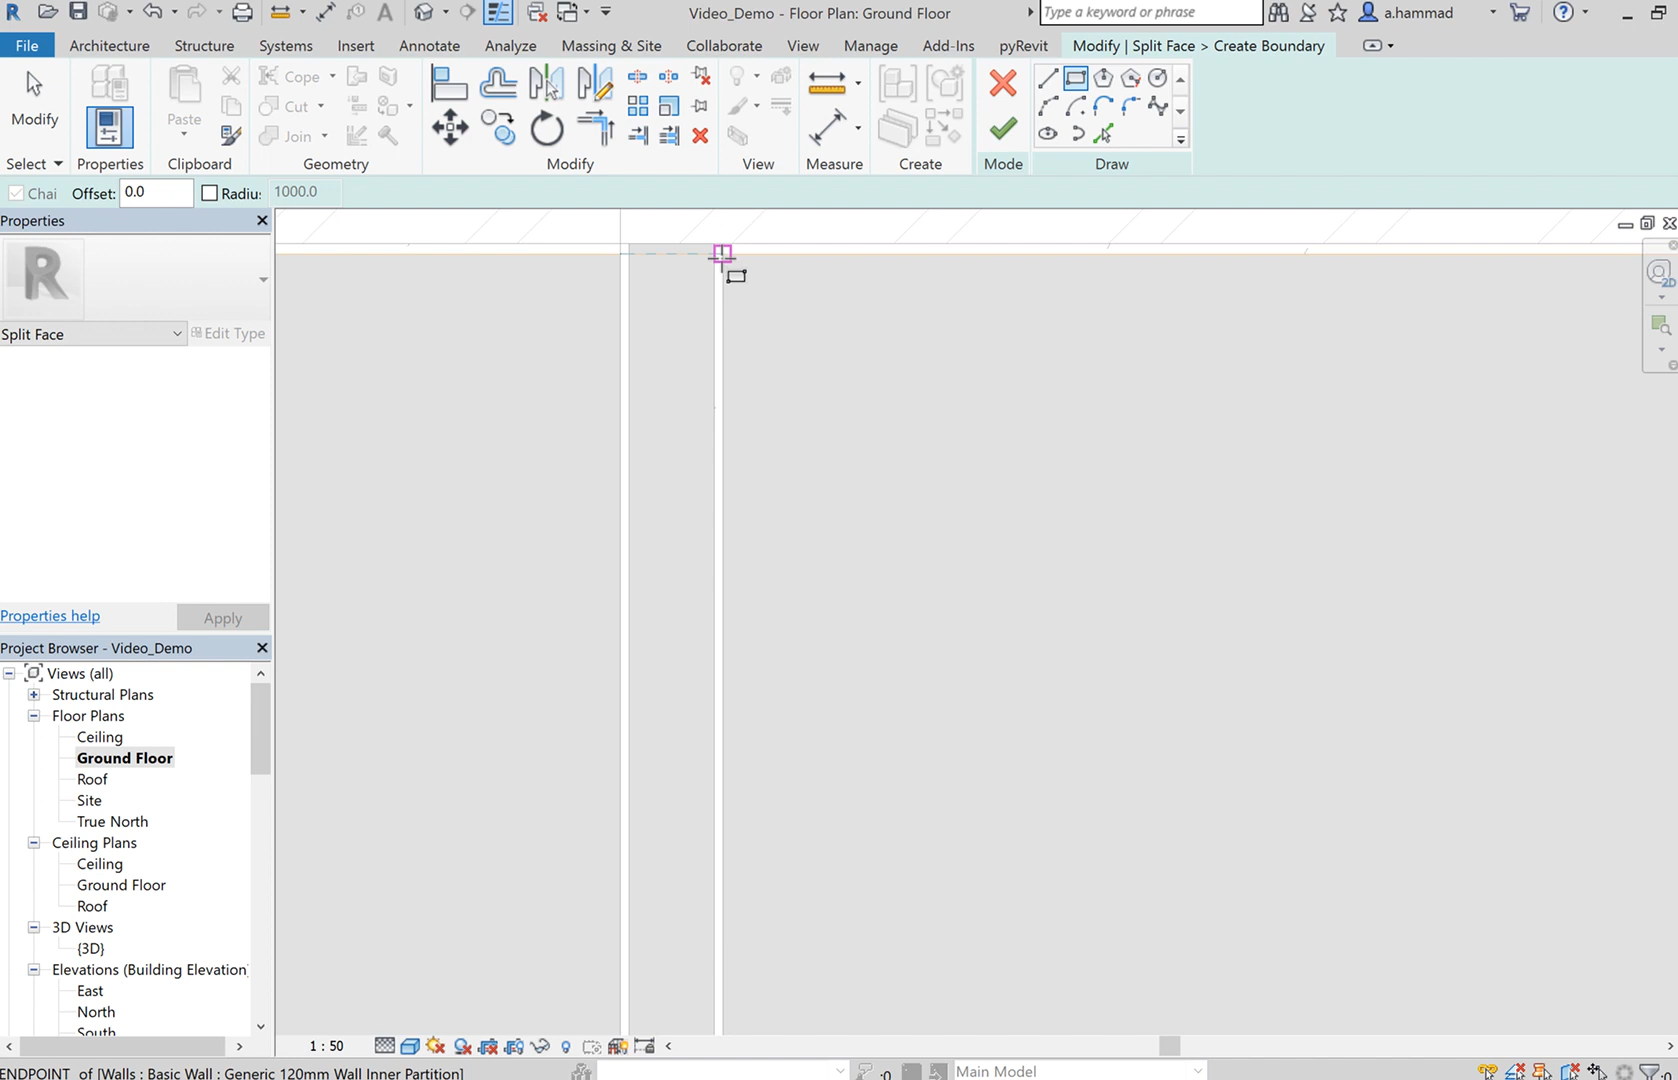 Video_Demo - Floor Plan: Ground Floor
Type a keyword or phrase
a.hammad
File
Architecture
Structure
Systems
Insert
Annotate
Analyze
Massing & Site
Collaborate
View
Manage
Add-Ins
pyRevit
Modify | Split Face > Create Boundary
Modify
Paste
Cope
Cut
Join
Select
Properties
Clipboard
Geometry
Modify
View
Measure
Create
Mode
Draw
Chai
Offset: 0.0
Radiu:
1000.0
Properties
2D
Split Face
Edit Type
Properties help
Apply
Project Browser - Video_Demo
Views (all)
Structural Plans
Floor Plans
Ceiling
Ground Floor
Roof
Site
True North
Ceiling Plans
Ceiling
Ground Floor
Roof
3D Views
{3D}
Elevations (Building Elevation)
East
North
South
1 : 50
ENDPOINT of [Walls : Basic Wall : Generic 120mm Wall Inner Partition]
:0
Main Model
:0